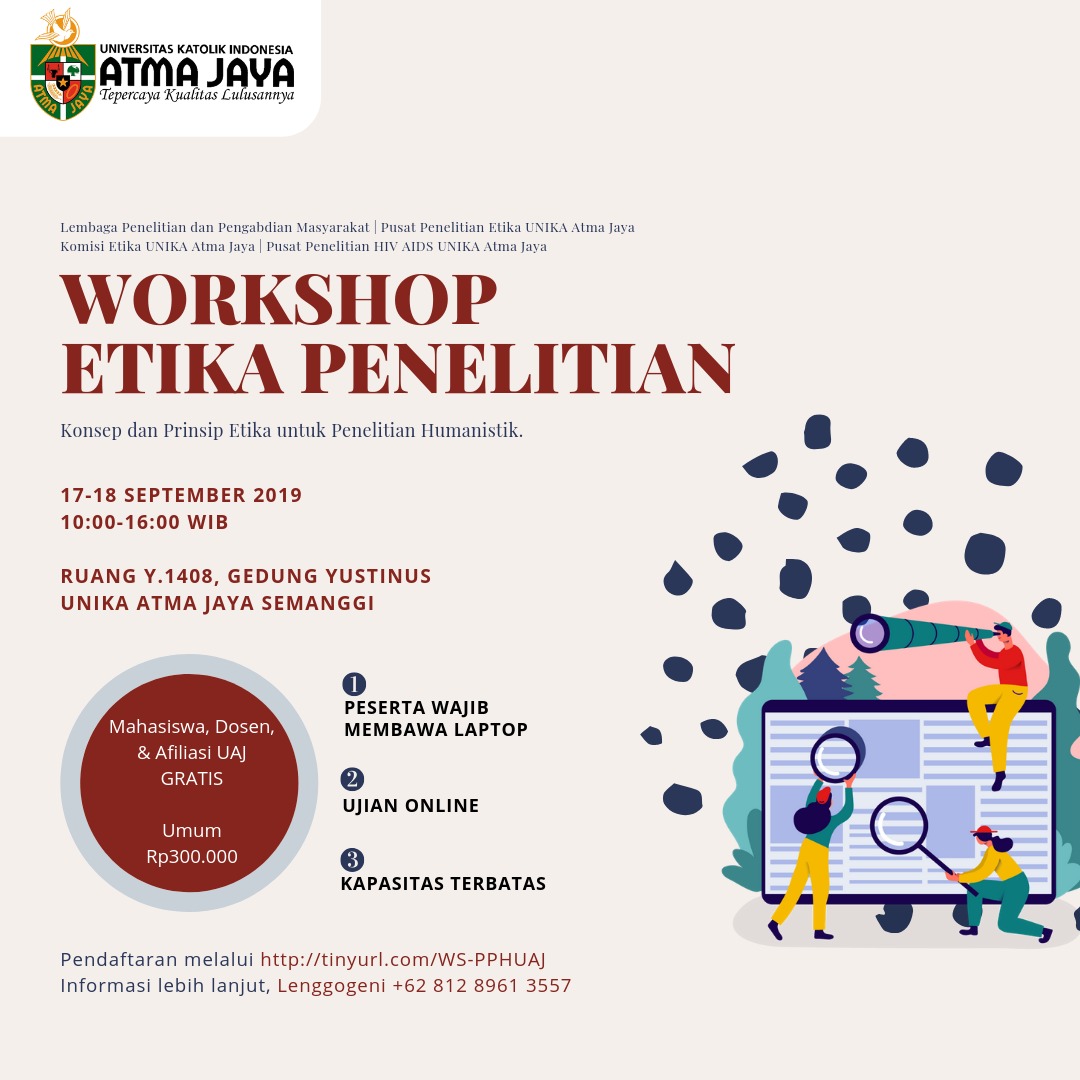 UNIVERSITAS KATOLIK INDONESIA
ATMA JAYA
Tepercaya Kualitas Lulusannya
ATMA JAYA
Lembaga Penelitian dan Pengabdian Masyarakat | Pusat Penelitian Etika UNIKA Atma Jaya
Komisi Etika UNIKA Atma Jaya | Pusat Penelitian HIV AIDS UNIKA Atma Jaya
WORKSHOP
ETIKA PENELITIAN
Konsep dan Prinsip Etika untuk Penelitian Humanistik.
17-18 SEPTEMBER 2019
10:00-16:00 WIB
RUANG Y.1408, GEDUNG YUSTINUS
UNIKA ATMA JAYA SEMANGGI
Mahasiswa, Dosen,
& Afiliasi UAJ
GRATIS
Umum
Rp300.000
1
PESERTA WAJIB
MEMBAWA LAPTOP
2
UJIAN ONLINE
3
KAPASITAS TERBATAS
Pendaftaran melalui http://tinyurl.com/WS-PPHUAJ
Informasi lebih lanjut, Lenggogeni +62 812 8961 3557